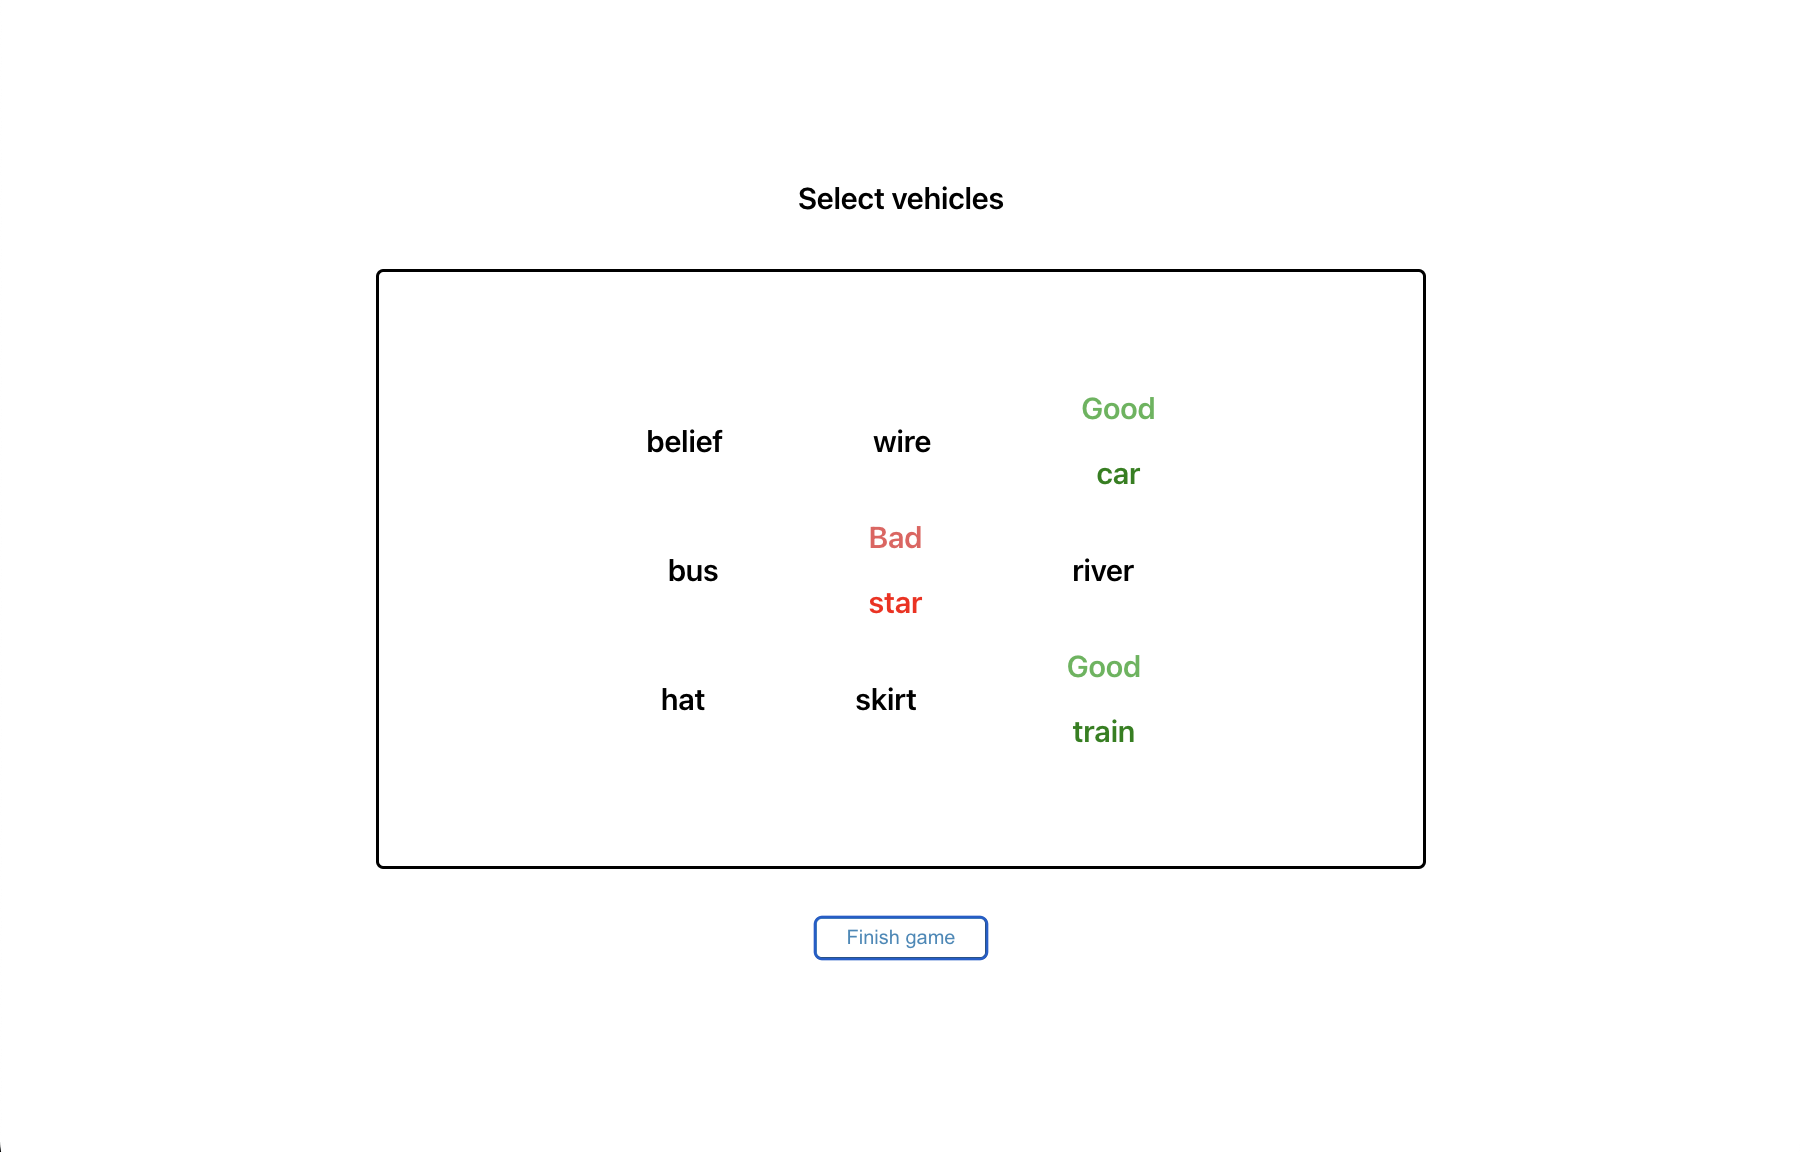 Select vehicles
belief wire Good
car
bus Bad river
star
hat skirt Good
train
Finish game